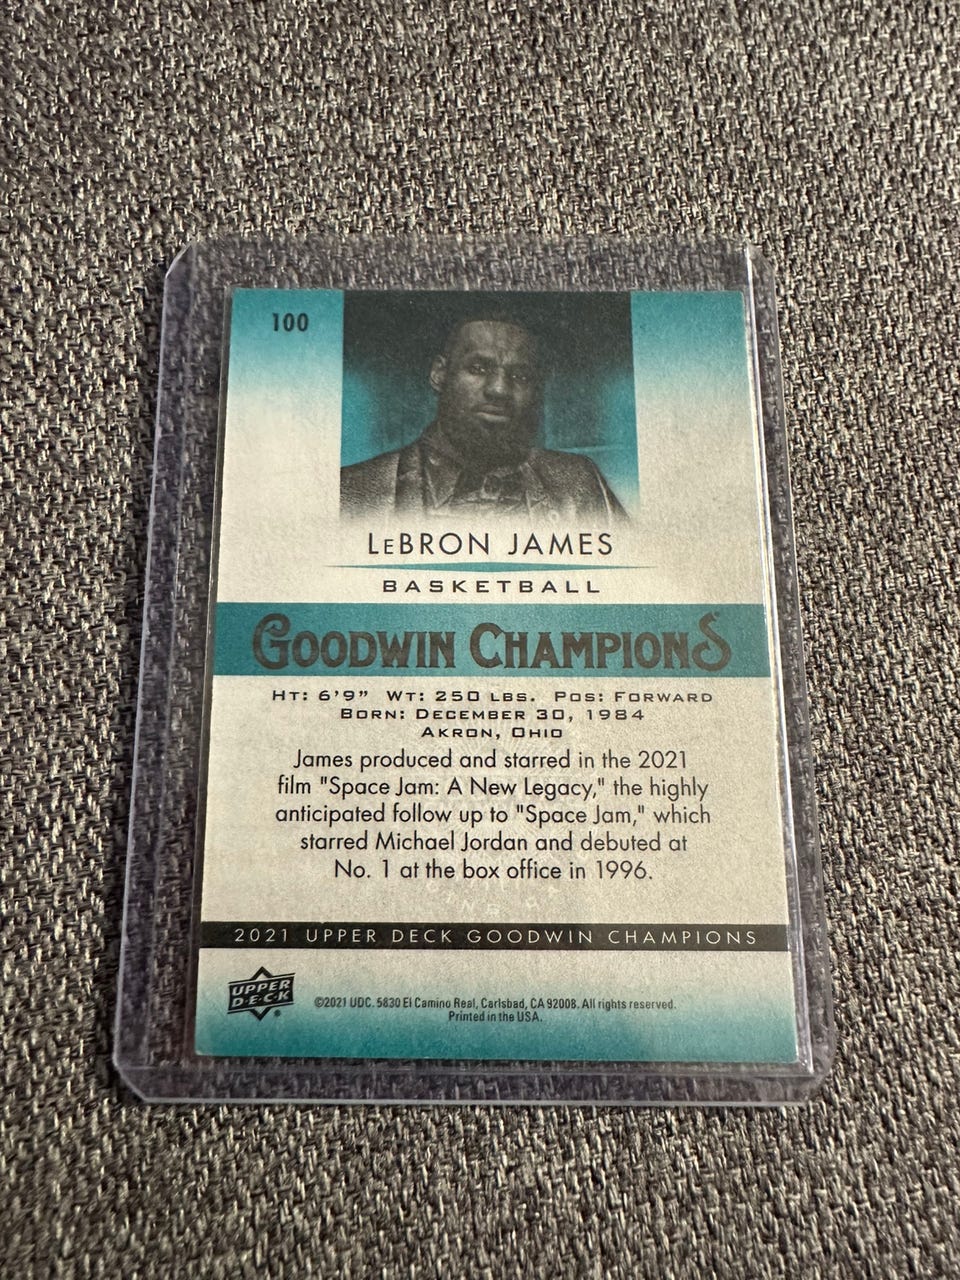 100
LeBRON JAMES
BASKETBALL
GOODWIN CHAMPIONS
HT: 6'9" WT: 250 LBS. POS: FORWARD
BORN: DECEMBER 30, 1984
AKRON, OHIO
James produced and starred in the 2021
film "Space Jam: A New Legacy," the highly
anticipated follow up to "Space Jam," which
starred Michael Jordan and debuted at
No. 1 at the box office in 1996.
2021 UPPER DECK GOODWIN CHAMPIONS
UPPER
D·E·C·K
®
©2021 UDC. 5830 El Camino Real, Carlsbad, CA 92008. All rights reserved.
Printed in the USA.